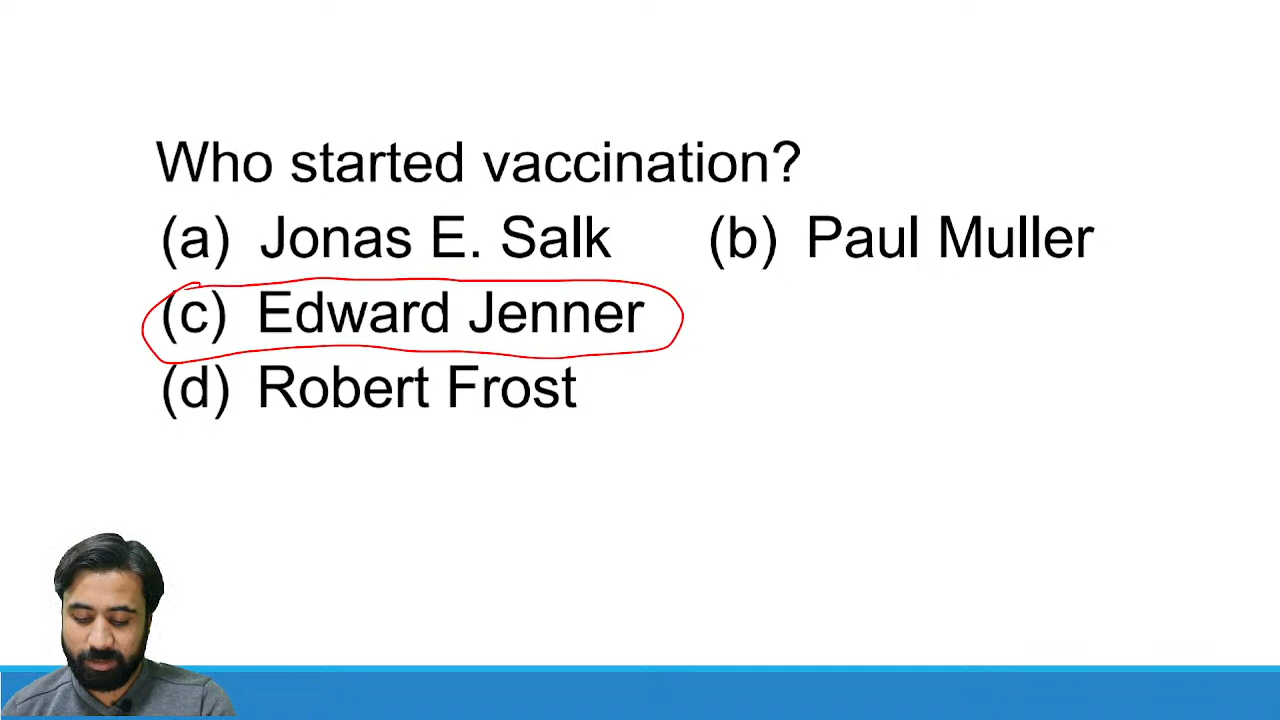 Who started vaccination?
(a) Jonas E. Salk (b) Paul Muller
(c) Edward Jenner
(d) Robert Frost